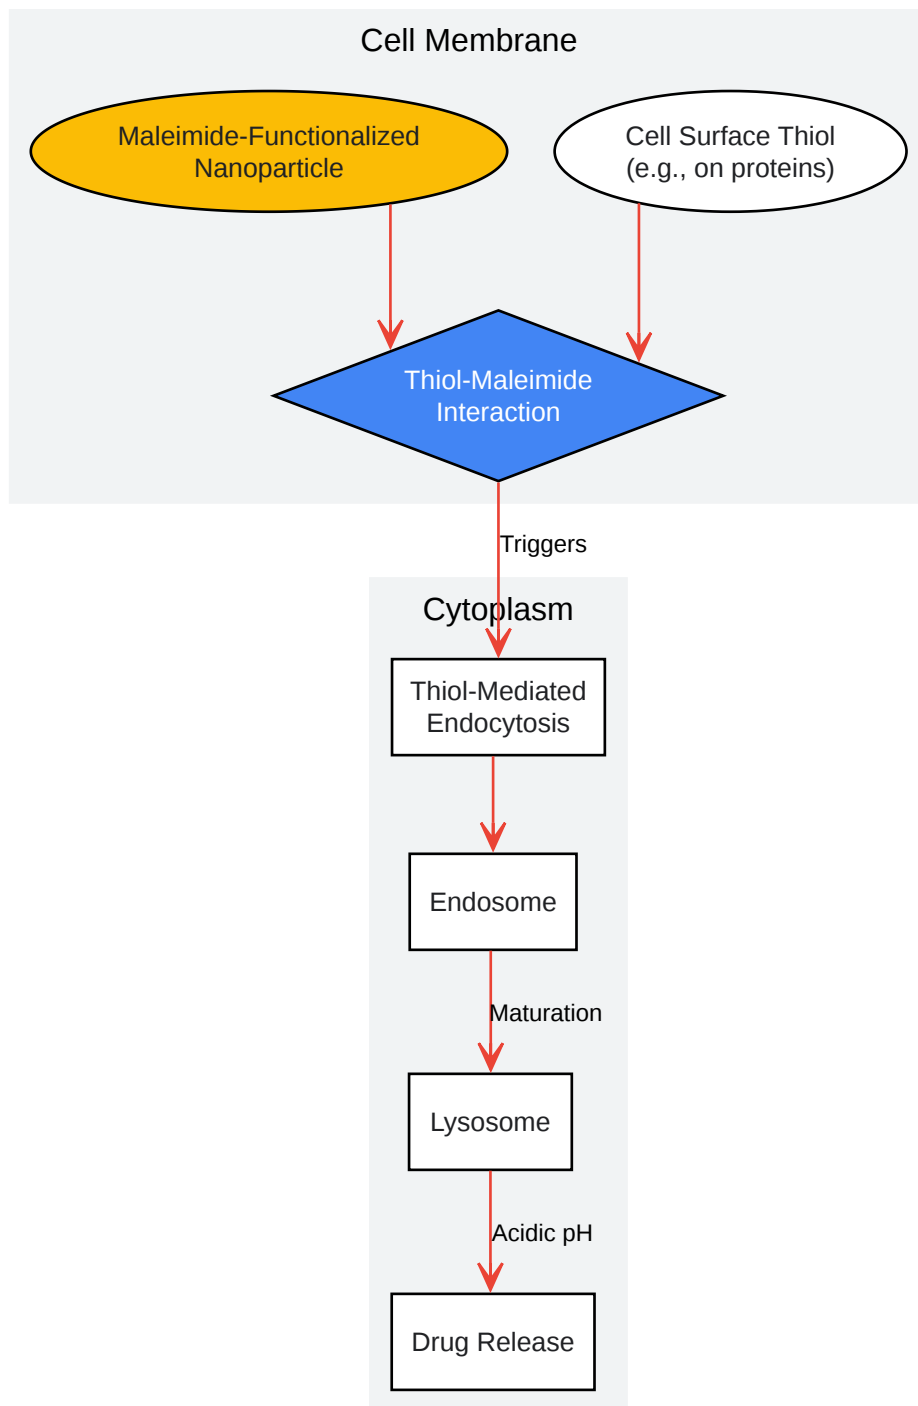 Cell Membrane
Maleimide-Functionalized
Nanoparticle
Cell Surface Thiol
(e.g., on proteins)
Thiol-Maleimide
Interaction
Triggers
Cytoplasm
Thiol-Mediated
Endocytosis
Endosome
Maturation
Lysosome
Acidic pH
Drug Release